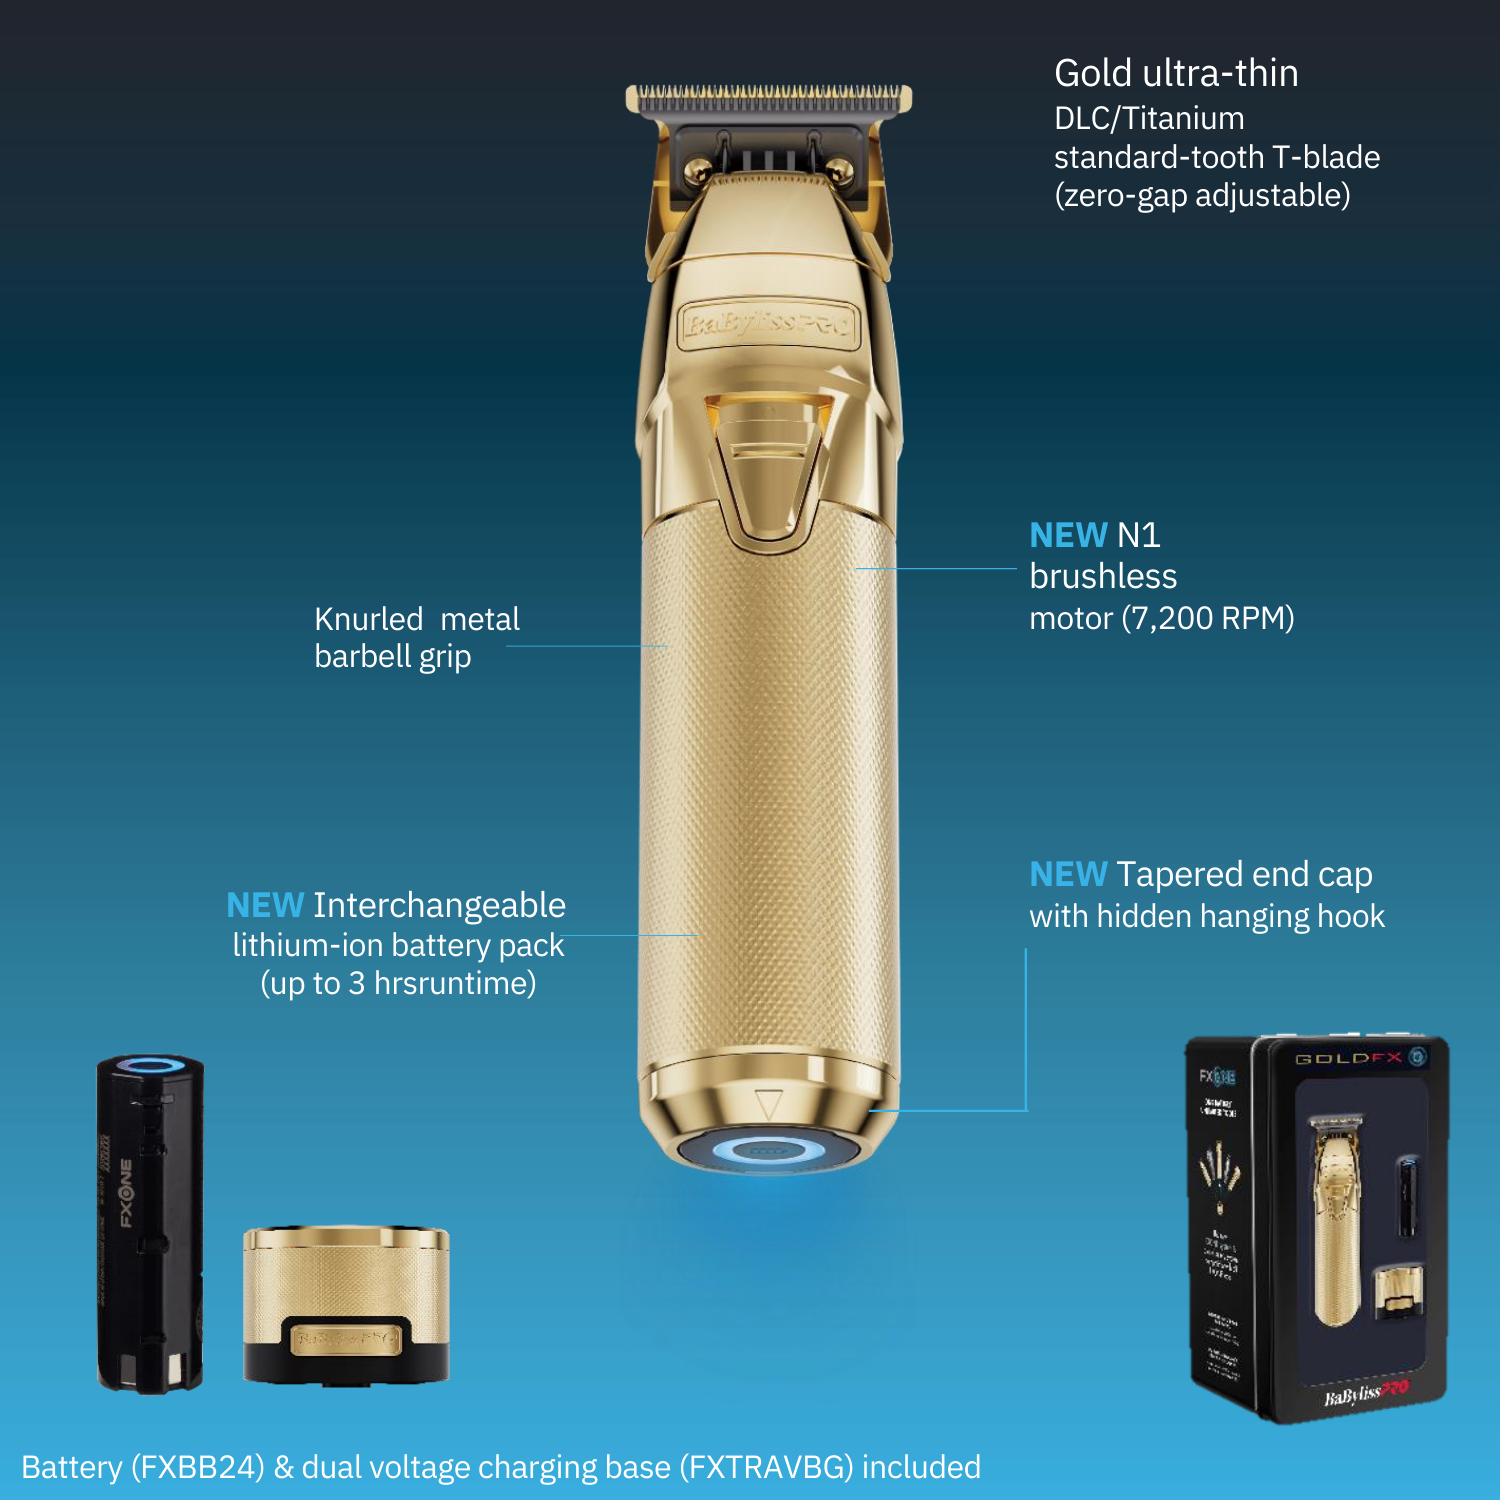 Gold ultra-thin
DLC/Titanium
standard-tooth T-blade
(zero-gap adjustable)
BaBylissPRO
NEW N1
brushless
motor (7,200 RPM)
Knurled metal
barbell grip
NEW Tapered end cap
with hidden hanging hook
NEW Interchangeable
lithium-ion battery pack
(up to 3 hrsruntime)
GOLDFX
FXONE
FXONE
BaBylissPRO
BaBylissPRO
Battery (FXBB24) & dual voltage charging base (FXTRAVBG) included